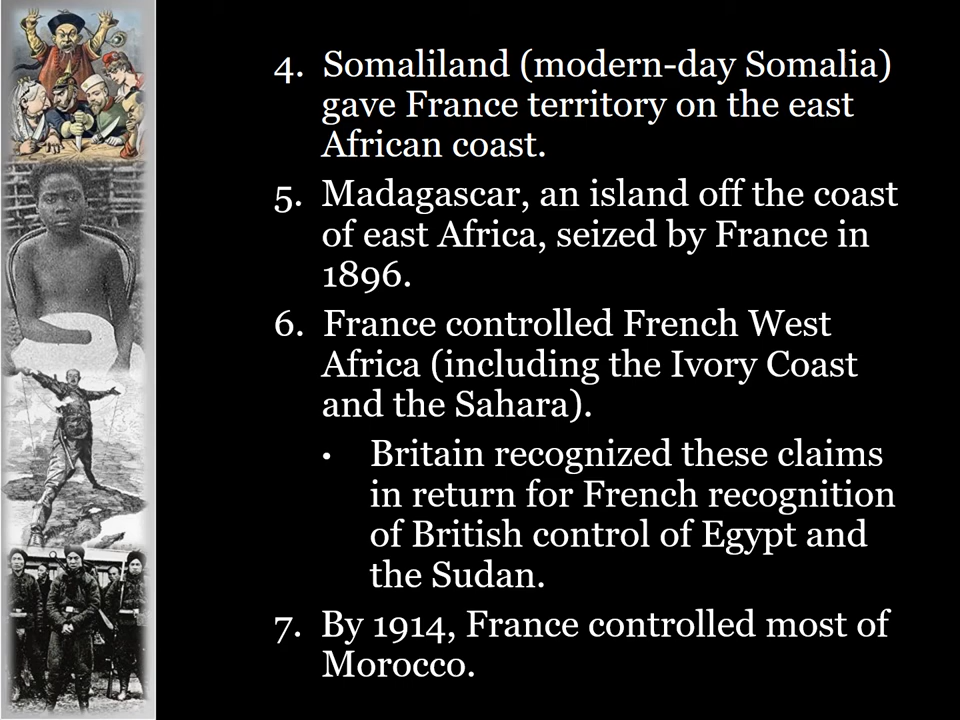 4. Somaliland (modern-day Somalia)
gave France territory on the east
African coast.
5. Madagascar, an island off the coast
of east Africa, seized by France in
1896.
6. France controlled French West
Africa (including the Ivory Coast
and the Sahara).
• Britain recognized these claims
in return for French recognition
of British control of Egypt and
the Sudan.
7. By 1914, France controlled most of
Morocco.